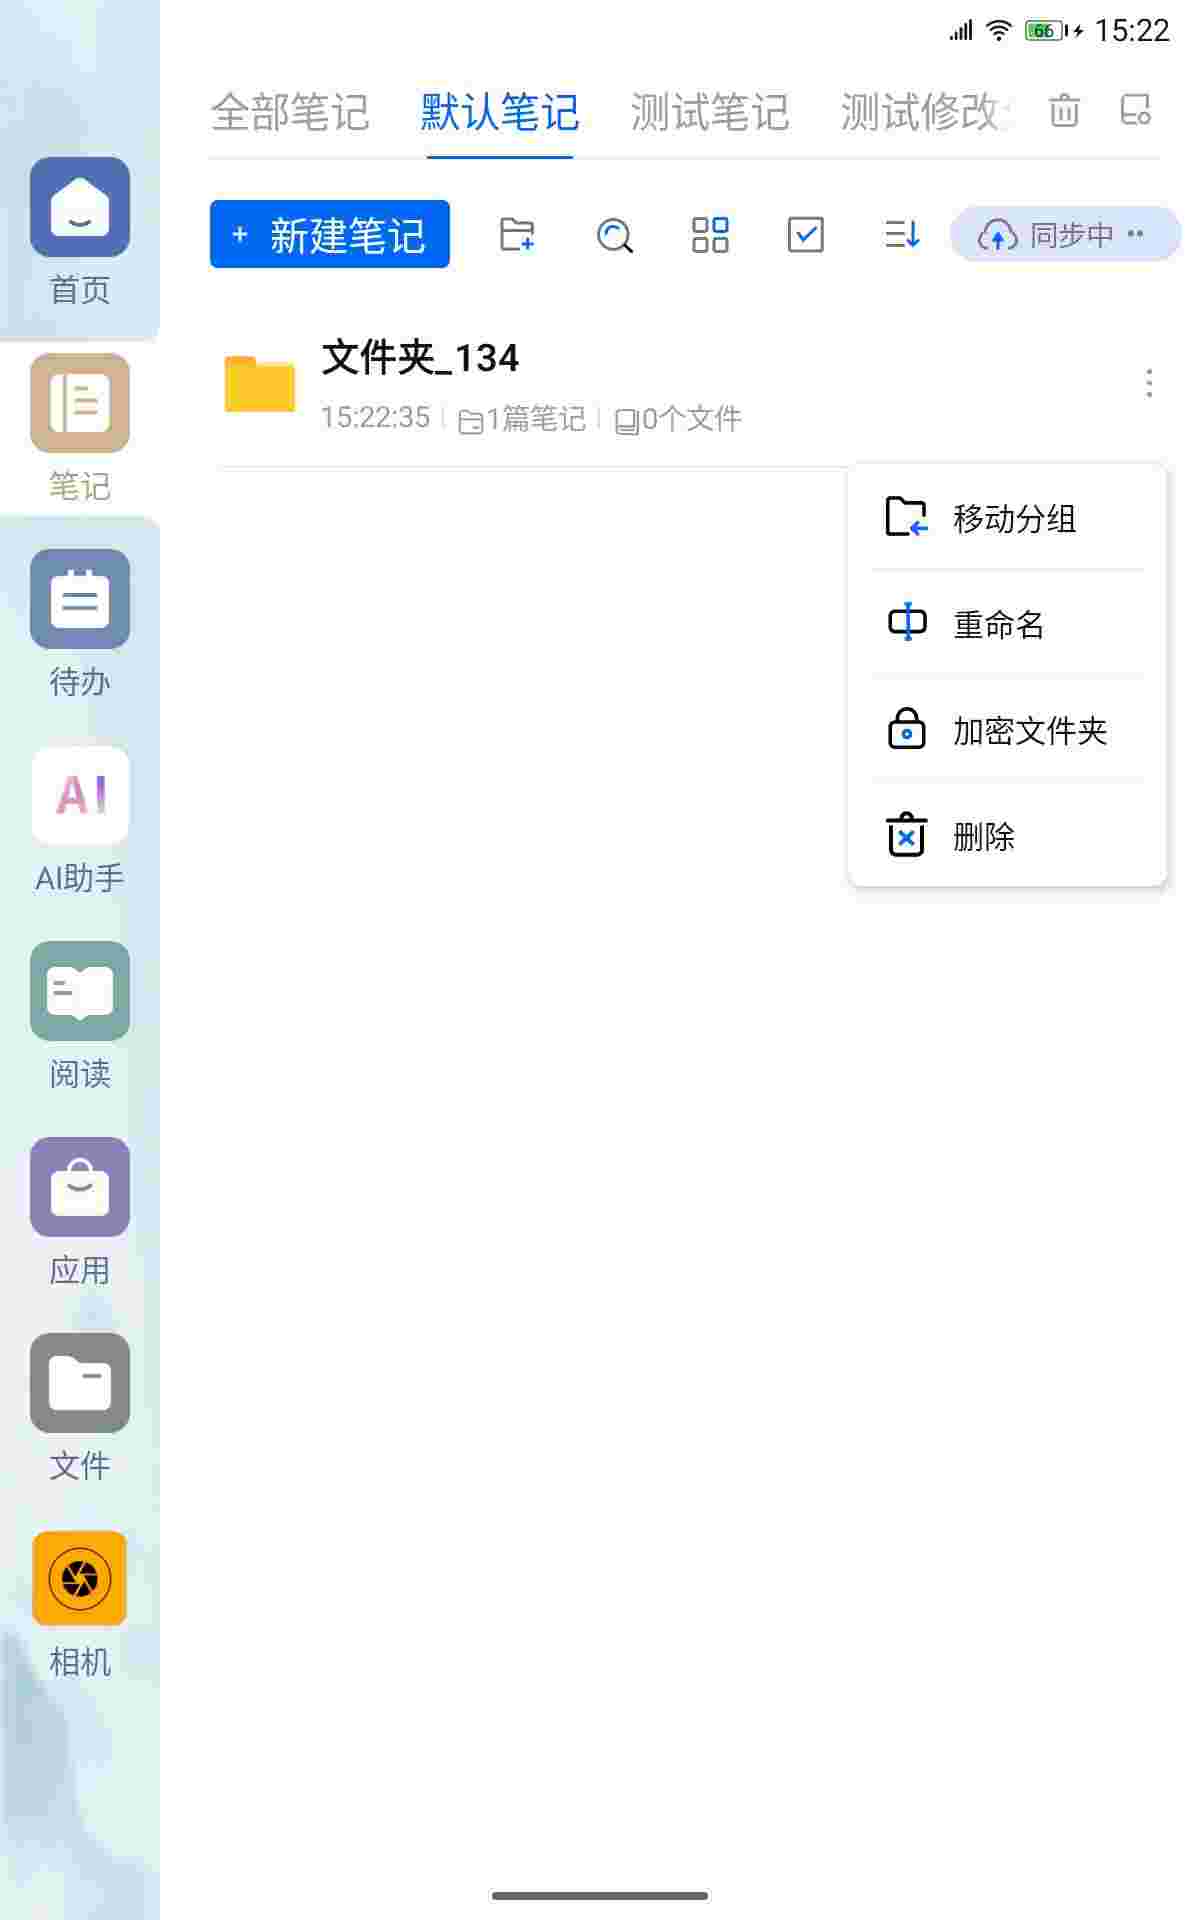 66 15:22
全部笔记 默认笔记 测试笔记 测试修改
+ 新建笔记 同步中
文件夹_134
15:22:35 1篇笔记 0个文件
移动分组
重命名
加密文件夹
删除
首页
笔记
待办
AI
AI助手
阅读
应用
文件
相机